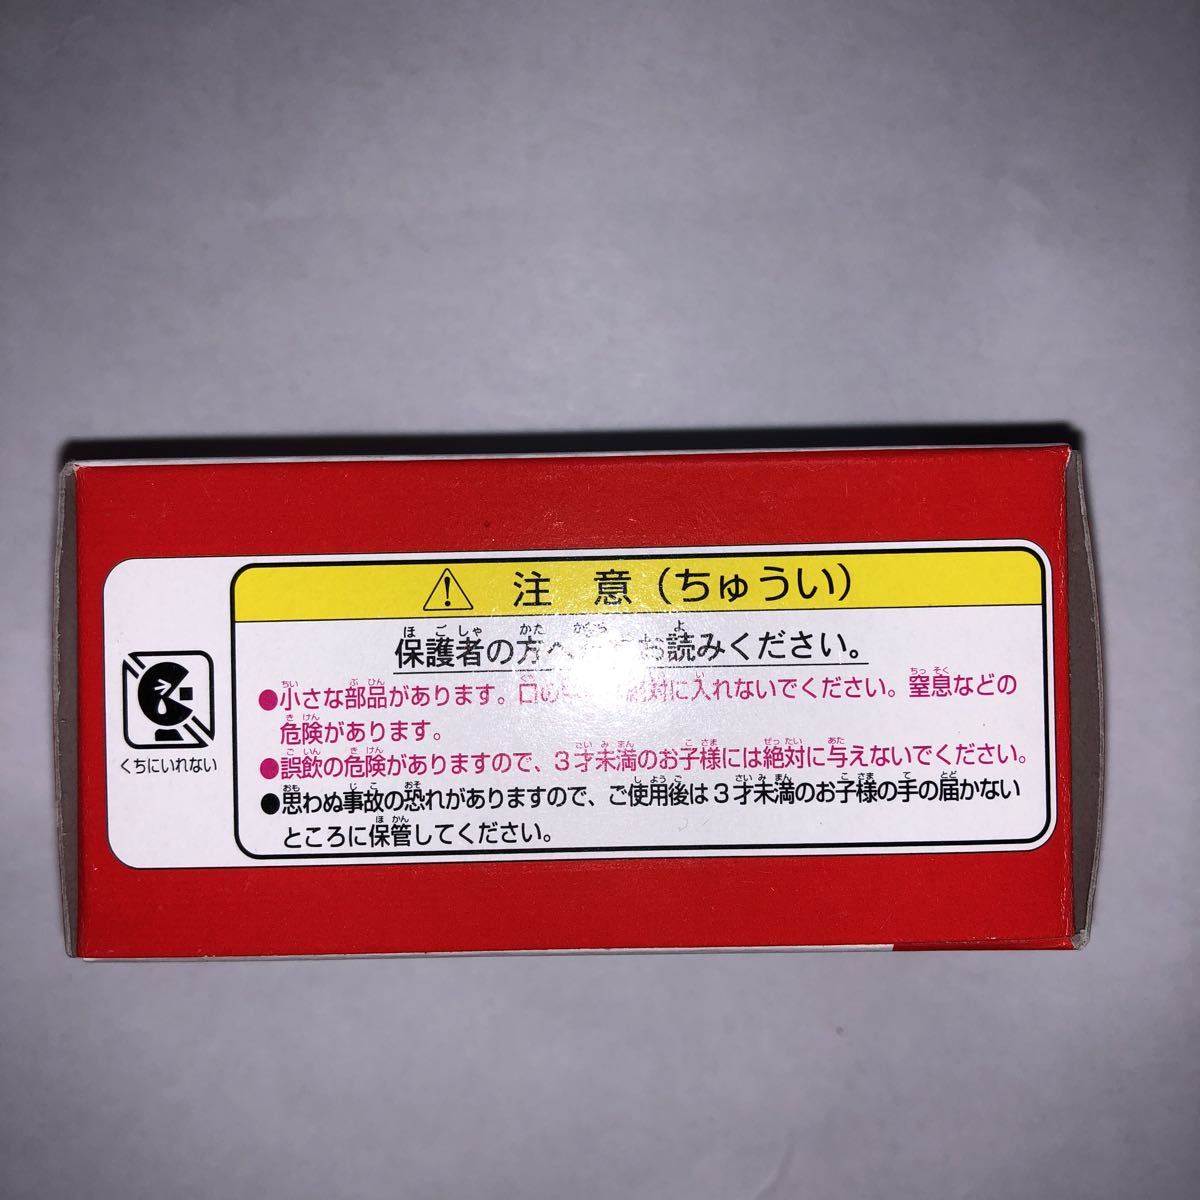 注 意（ちゅうい）
保護者の方へ お読みください。
●小さな部品があります。口の 絶対に入れないでください。窒息などの
危険があります。
●誤飲の危険がありますので、３才未満のお子様には絶対に与えないでください。
●思わぬ事故の恐れがありますので、ご使用後は３才未満のお子様の手の届かない
ところに保管してください。
くちにいれない